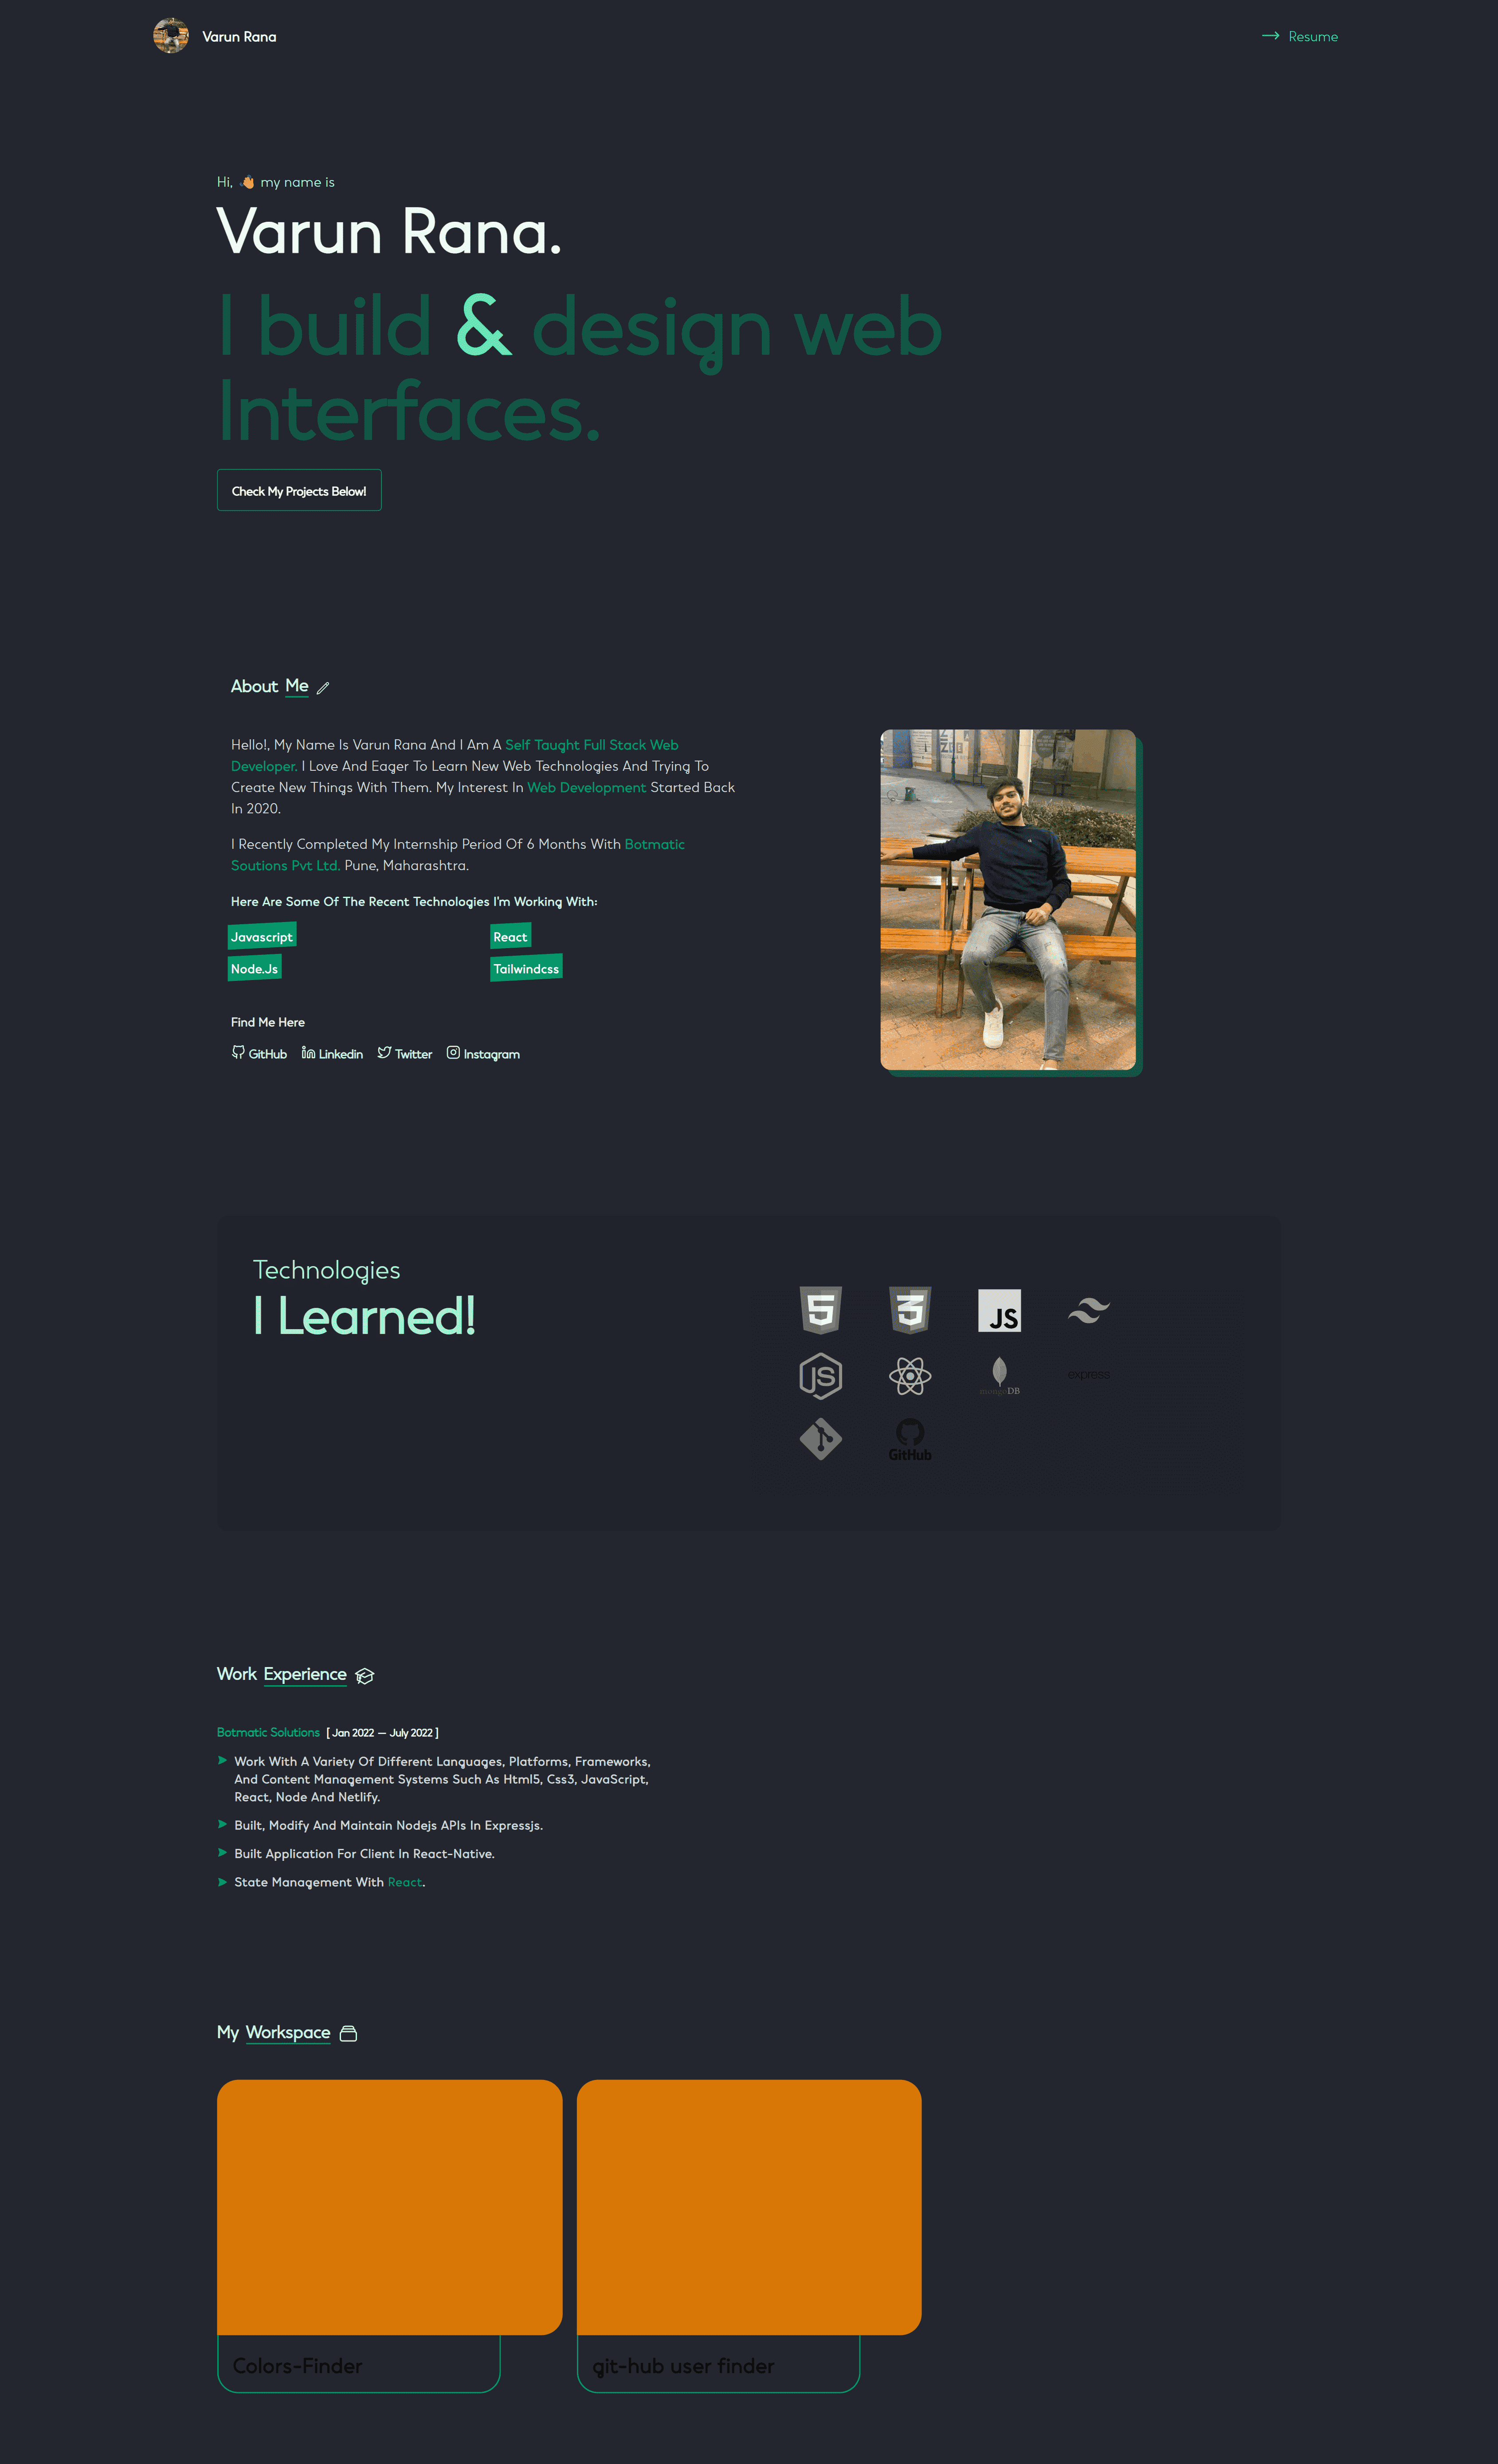 Varun Rana
Resume
Hi, 👋 my name is
Varun Rana.
I build & design web
Interfaces.
Check My Projects Below!
About Me
Hello!, My Name Is Varun Rana And I Am A Self Taught Full Stack Web
Developer. I Love And Eager To Learn New Web Technologies And Trying To
Create New Things With Them. My Interest In Web Development Started Back
In 2020.
I Recently Completed My Internship Period Of 6 Months With Botmatic
Soutions Pvt Ltd. Pune, Maharashtra.
Here Are Some Of The Recent Technologies I'm Working With:
Javascript
React
Node.Js
Tailwindcss
Find Me Here
GitHub Linkedin Twitter Instagram
Technologies
I Learned!
5 3 JS
JS mongoDB express
GitHub
Work Experience
Botmatic Solutions [ Jan 2022 — July 2022 ]
Work With A Variety Of Different Languages, Platforms, Frameworks,
And Content Management Systems Such As Html5, Css3, JavaScript,
React, Node And Netlify.
Built, Modify And Maintain Nodejs APIs In Expressjs.
Built Application For Client In React-Native.
State Management With React.
My Workspace
Colors-Finder
git-hub user finder